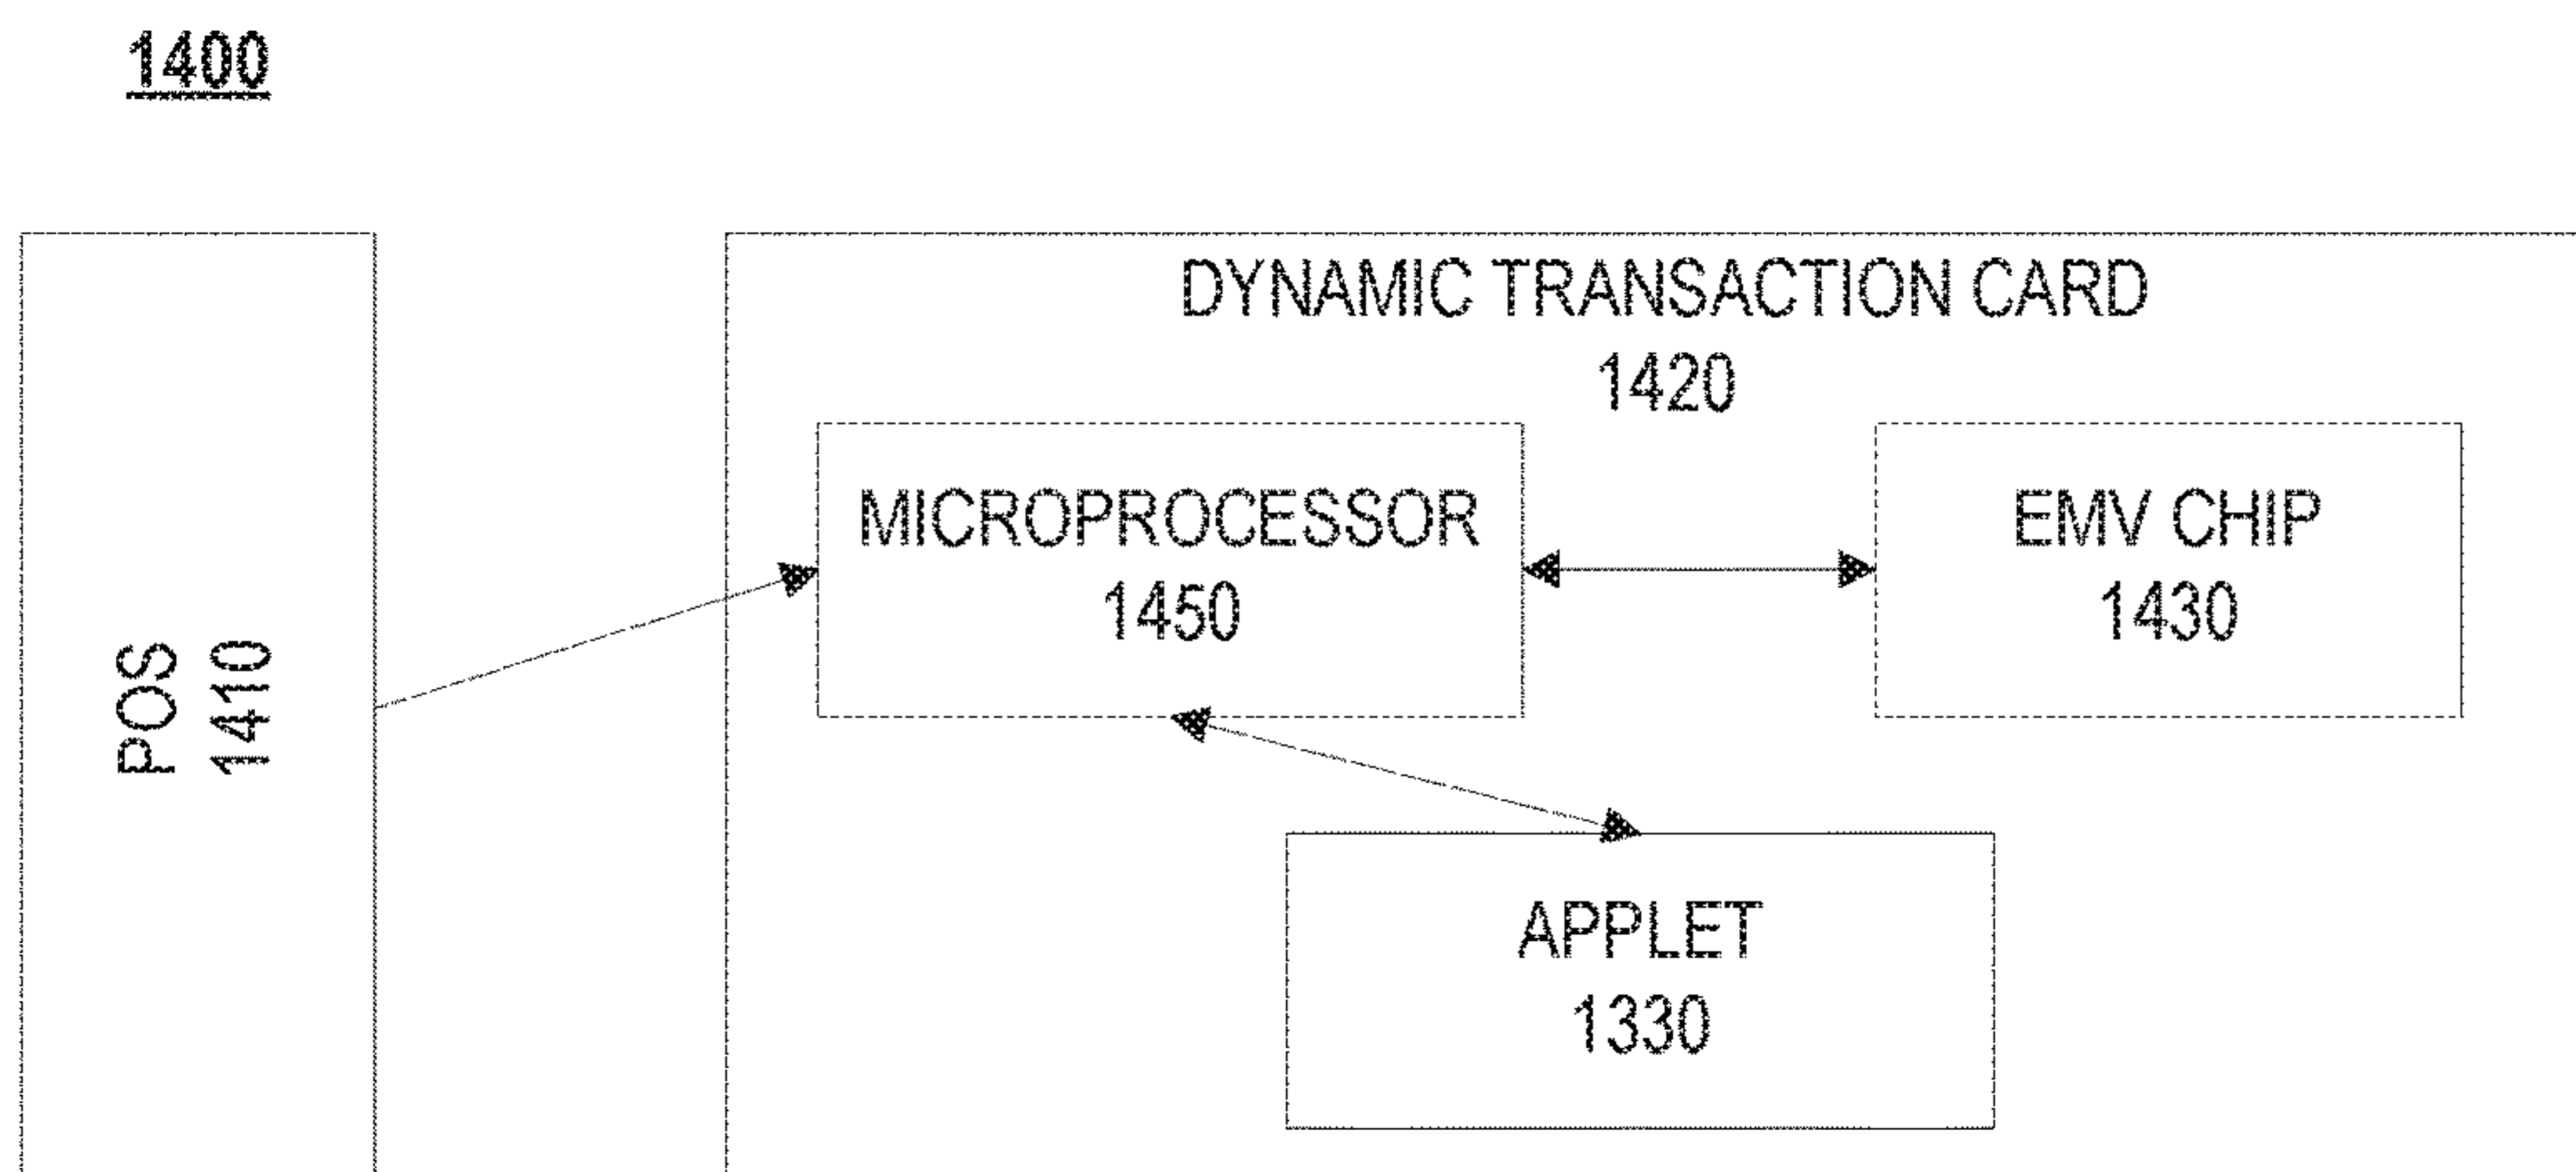 1400
DYNAMIC TRANSACTION CARD
1420
MICROPROCESSOR
1450
EMV CHIP
1430
POS
1410
APPLET
1330